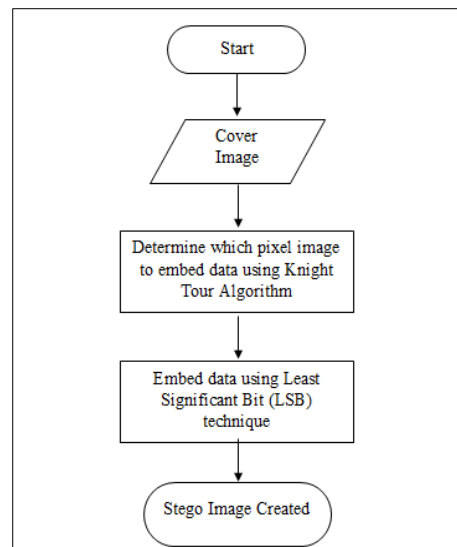 Start
Cover
Image
Determine which pixel image
to embed data using Knight
Tour Algorithm
Embed data using Least
Significant Bit (LSB)
technique
Stego Image Created